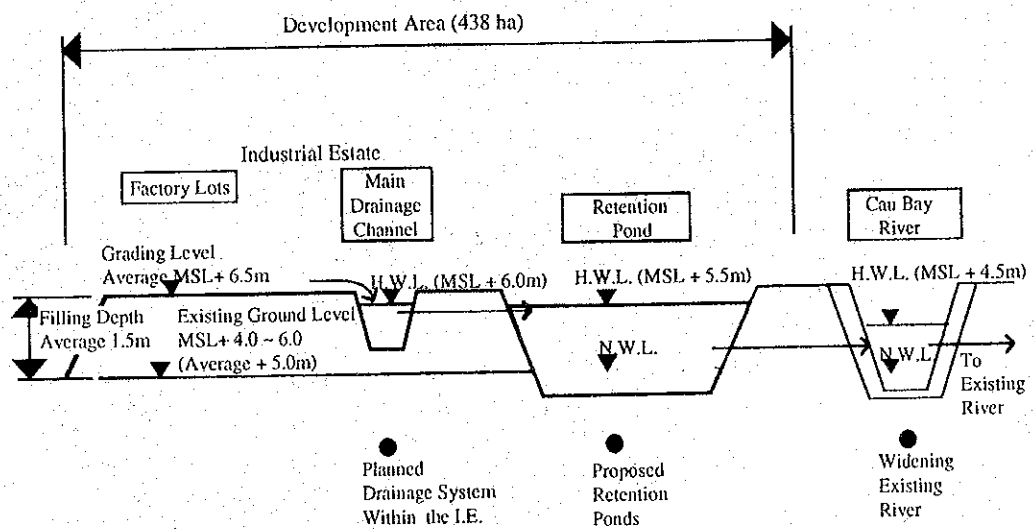 Development Area (438 ha)
Industrial Estate
Factory Lots
Main
Drainage
Channel
Retention
Pond
Cau Bay
River
Grading Level
Average MSL+ 6.5m
H.W.L. (MSL + 6.0m)
H.W.L. (MSL + 5.5m)
H.W.L. (MSL + 4.5m)
Filling Depth
Average 1.5m
Existing Ground Level
MSL+ 4.0 ~ 6.0
(Average + 5.0m)
N.W.L.
N.W.L.
To
Existing
River
Planned
Drainage System
Within the I.E.
Proposed
Retention
Ponds
Widening
Existing
River